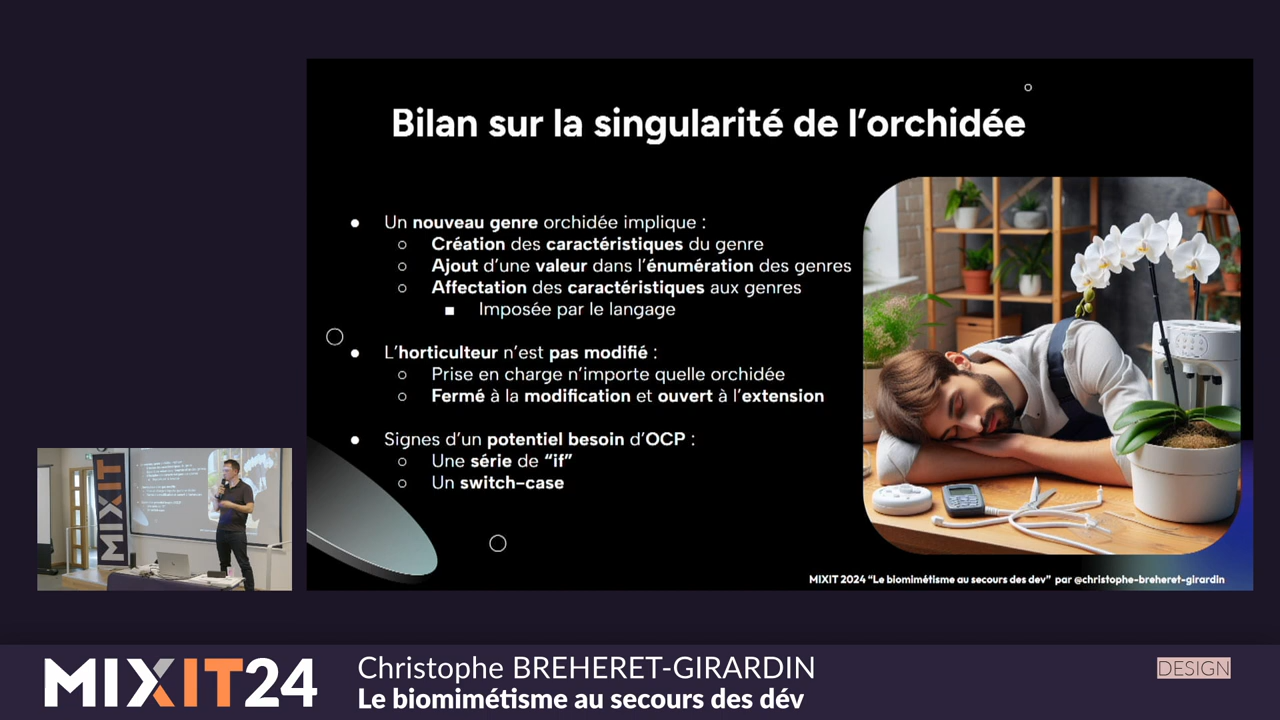 Bilan sur la singularité de l'orchidée
● Un nouveau genre orchidée implique :
○ Création des caractéristiques du genre
○ Ajout d'une valeur dans l'énumération des genres
○ Affectation des caractéristiques aux genres
■ Imposée par le langage
● L'horticulteur n'est pas modifié :
○ Prise en charge n'importe quelle orchidée
○ Fermé à la modification et ouvert à l'extension
● Signes d'un potentiel besoin d'OCP :
○ Une série de “if”
○ Un switch-case
MIXIT 2024 “Le biomimétisme au secours des dev” par @christophe-breheret-girardin
MIXIT
MIXIT24
Christophe BREHERET-GIRARDIN
Le biomimétisme au secours des dév
DESIGN